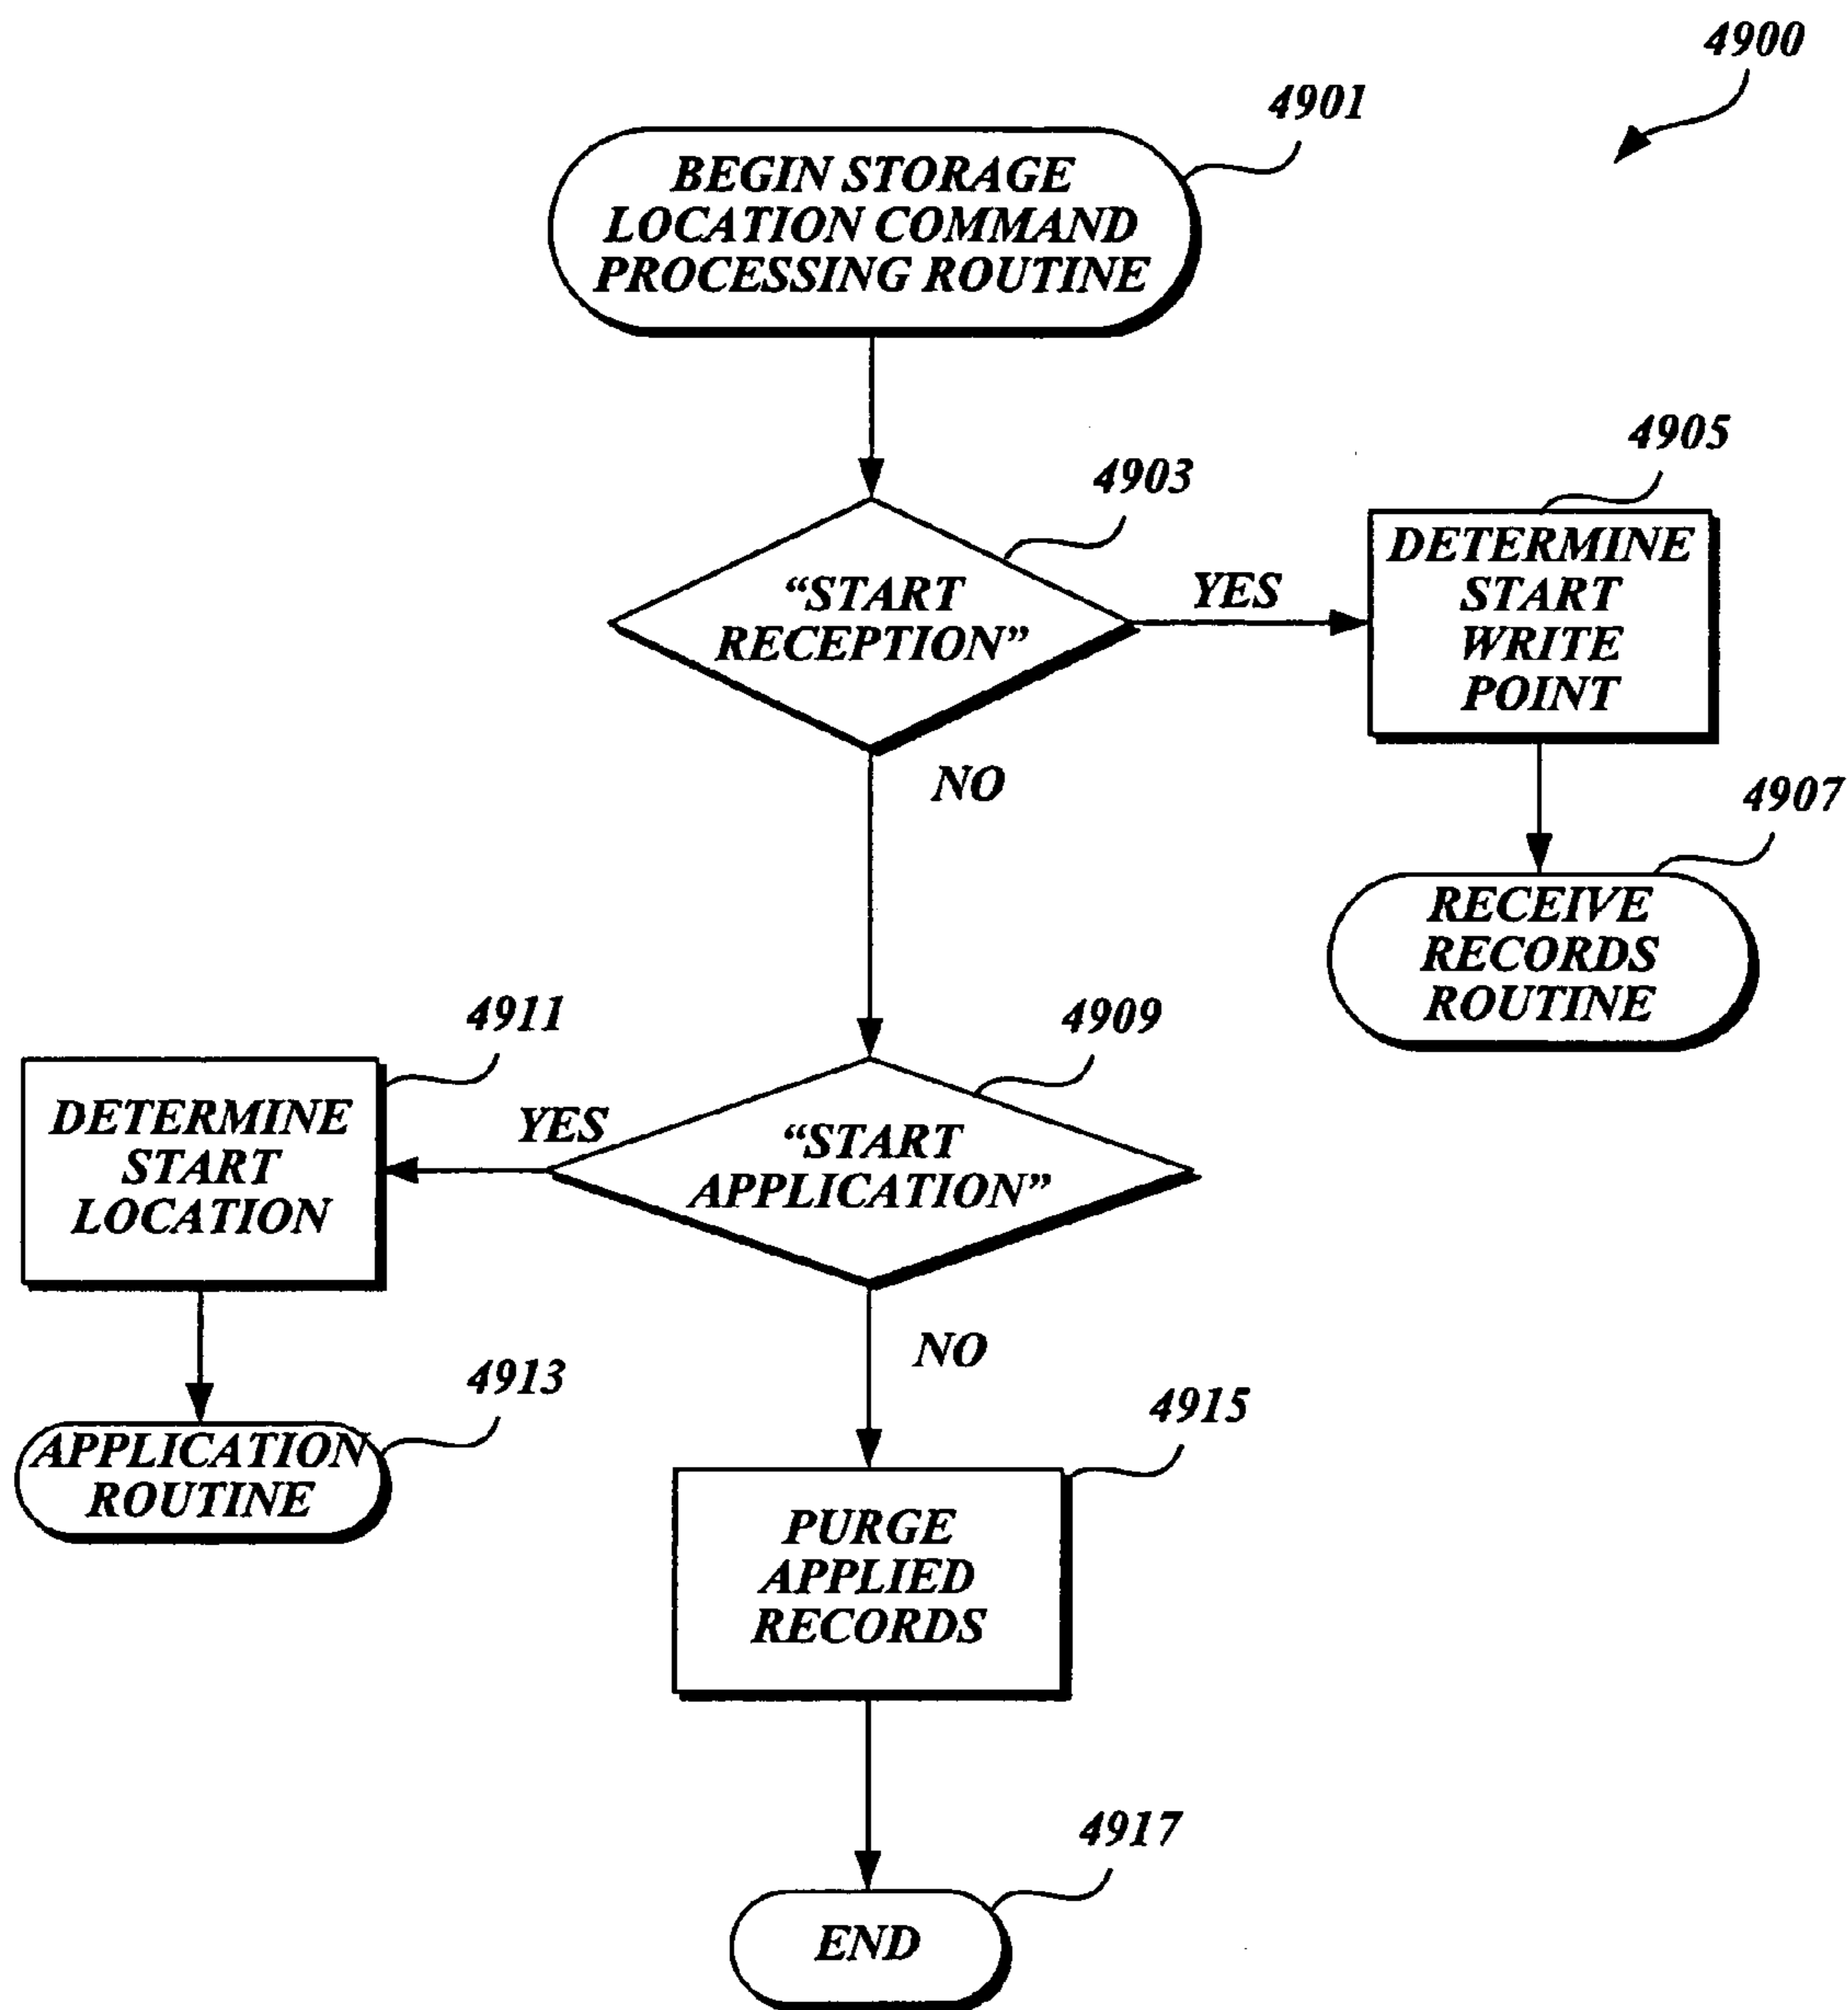 4900
4901
BEGIN STORAGE
LOCATION COMMAND
PROCESSING ROUTINE
4903
“START
RECEPTION”
YES
NO
4905
DETERMINE
START
WRITE
POINT
4907
RECEIVE
RECORDS
ROUTINE
4909
“START
APPLICATION”
YES
NO
4911
DETERMINE
START
LOCATION
4913
APPLICATION
ROUTINE
4915
PURGE
APPLIED
RECORDS
4917
END